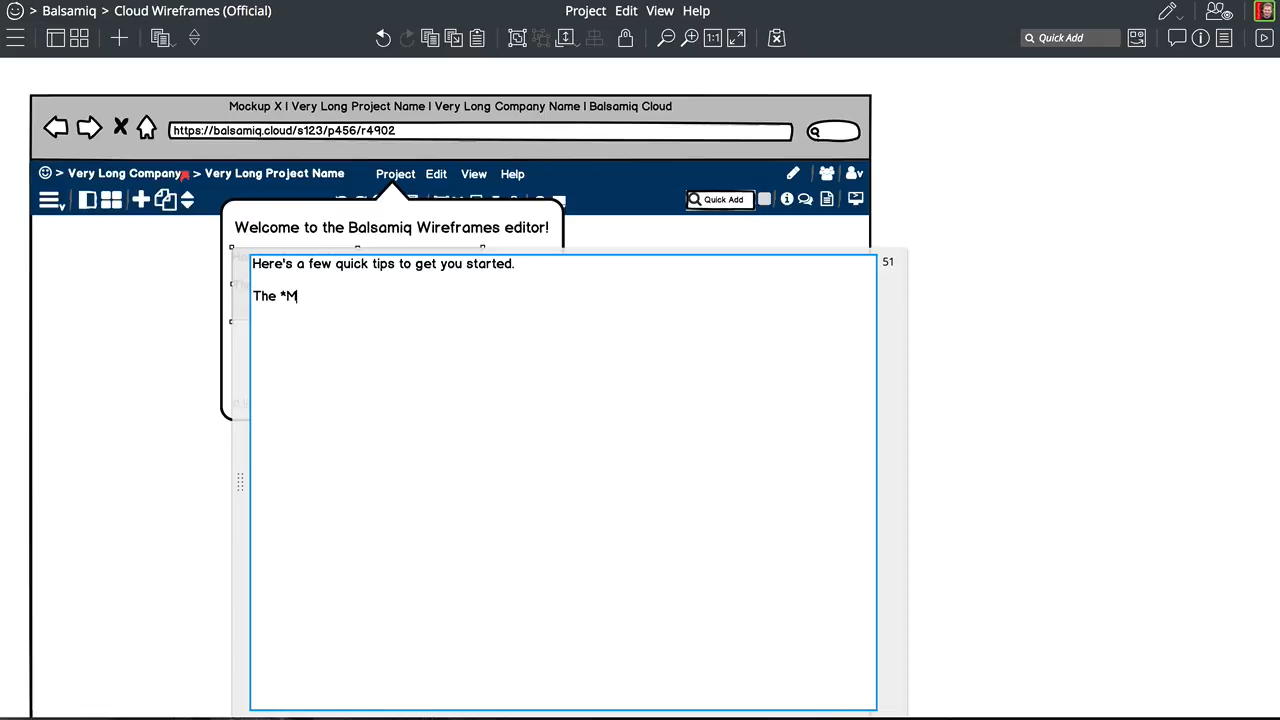 > Balsamiq > Cloud Wireframes (Official)
Project Edit View Help
1:1
Quick Add
Mockup X | Very Long Project Name | Very Long Company Name | Balsamiq Cloud
https://balsamiq.cloud/s123/p456/r4902
> Very Long Company > Very Long Project Name
Project Edit View Help
Quick Add
Welcome to the Balsamiq Wireframes editor!
Here's a few quick tips to get you started.
51
The *M